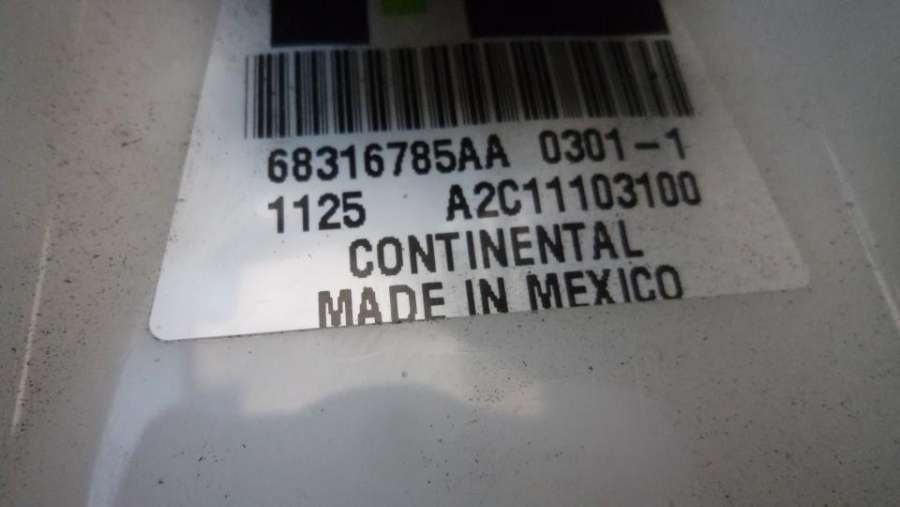 68316785AA 0301-1
1125 A2C11103100
CONTINENTAL
MADE IN MEXICO